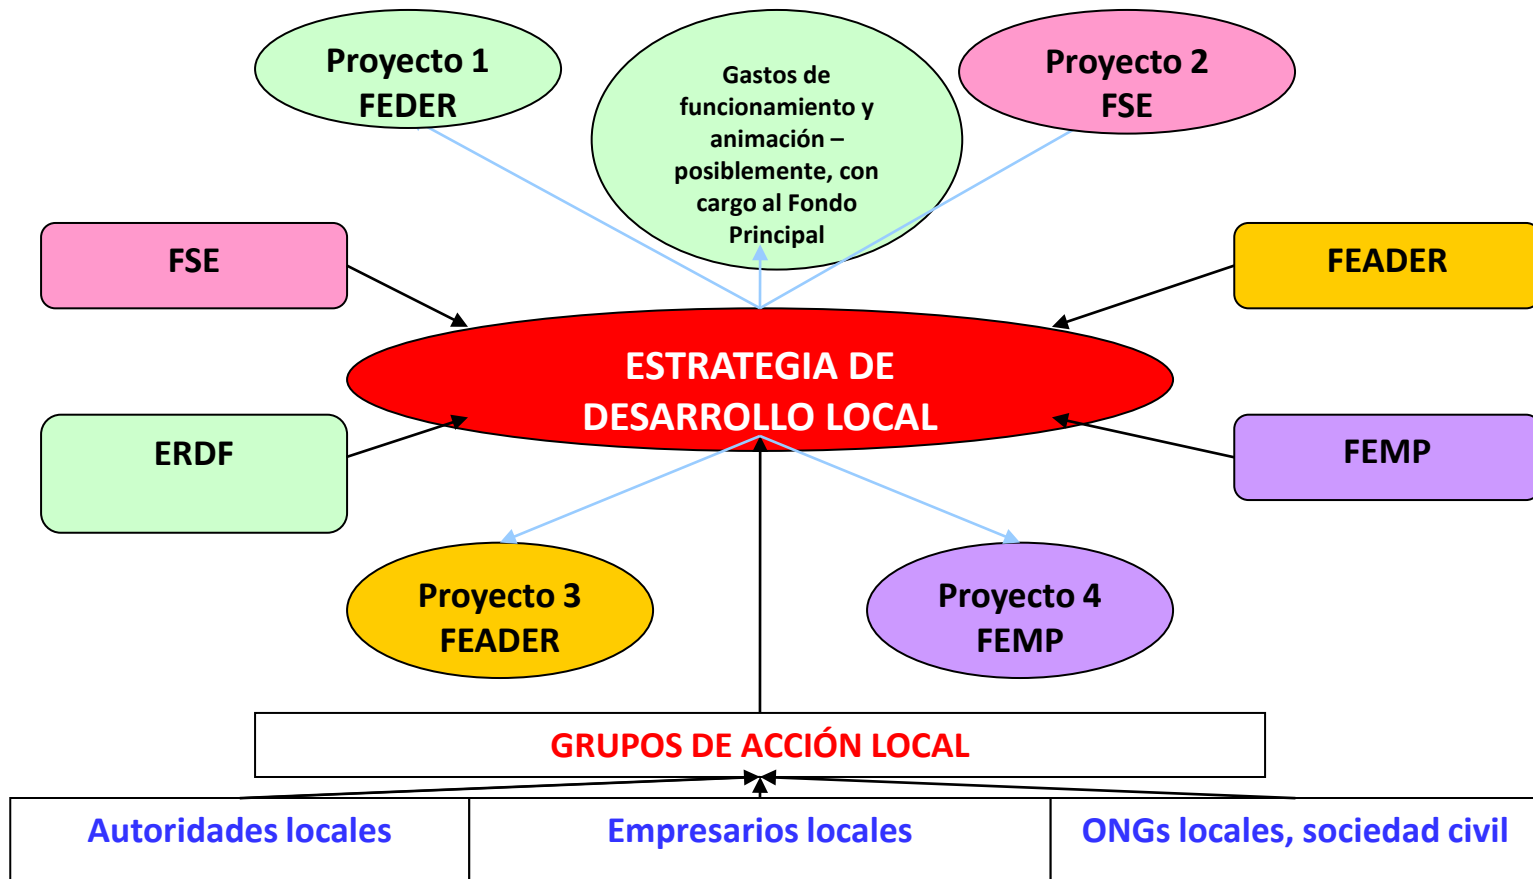 Proyecto 1
FEDER
Gastos de
funcionamiento y
animación –
posiblemente, con
cargo al Fondo
Principal
Proyecto 2
FSE
FSE
FEADER
ESTRATEGIA DE
DESARROLLO LOCAL
ERDF
FEMP
Proyecto 3
FEADER
Proyecto 4
FEMP
GRUPOS DE ACCIÓN LOCAL
Autoridades locales
Empresarios locales
ONGs locales, sociedad civil